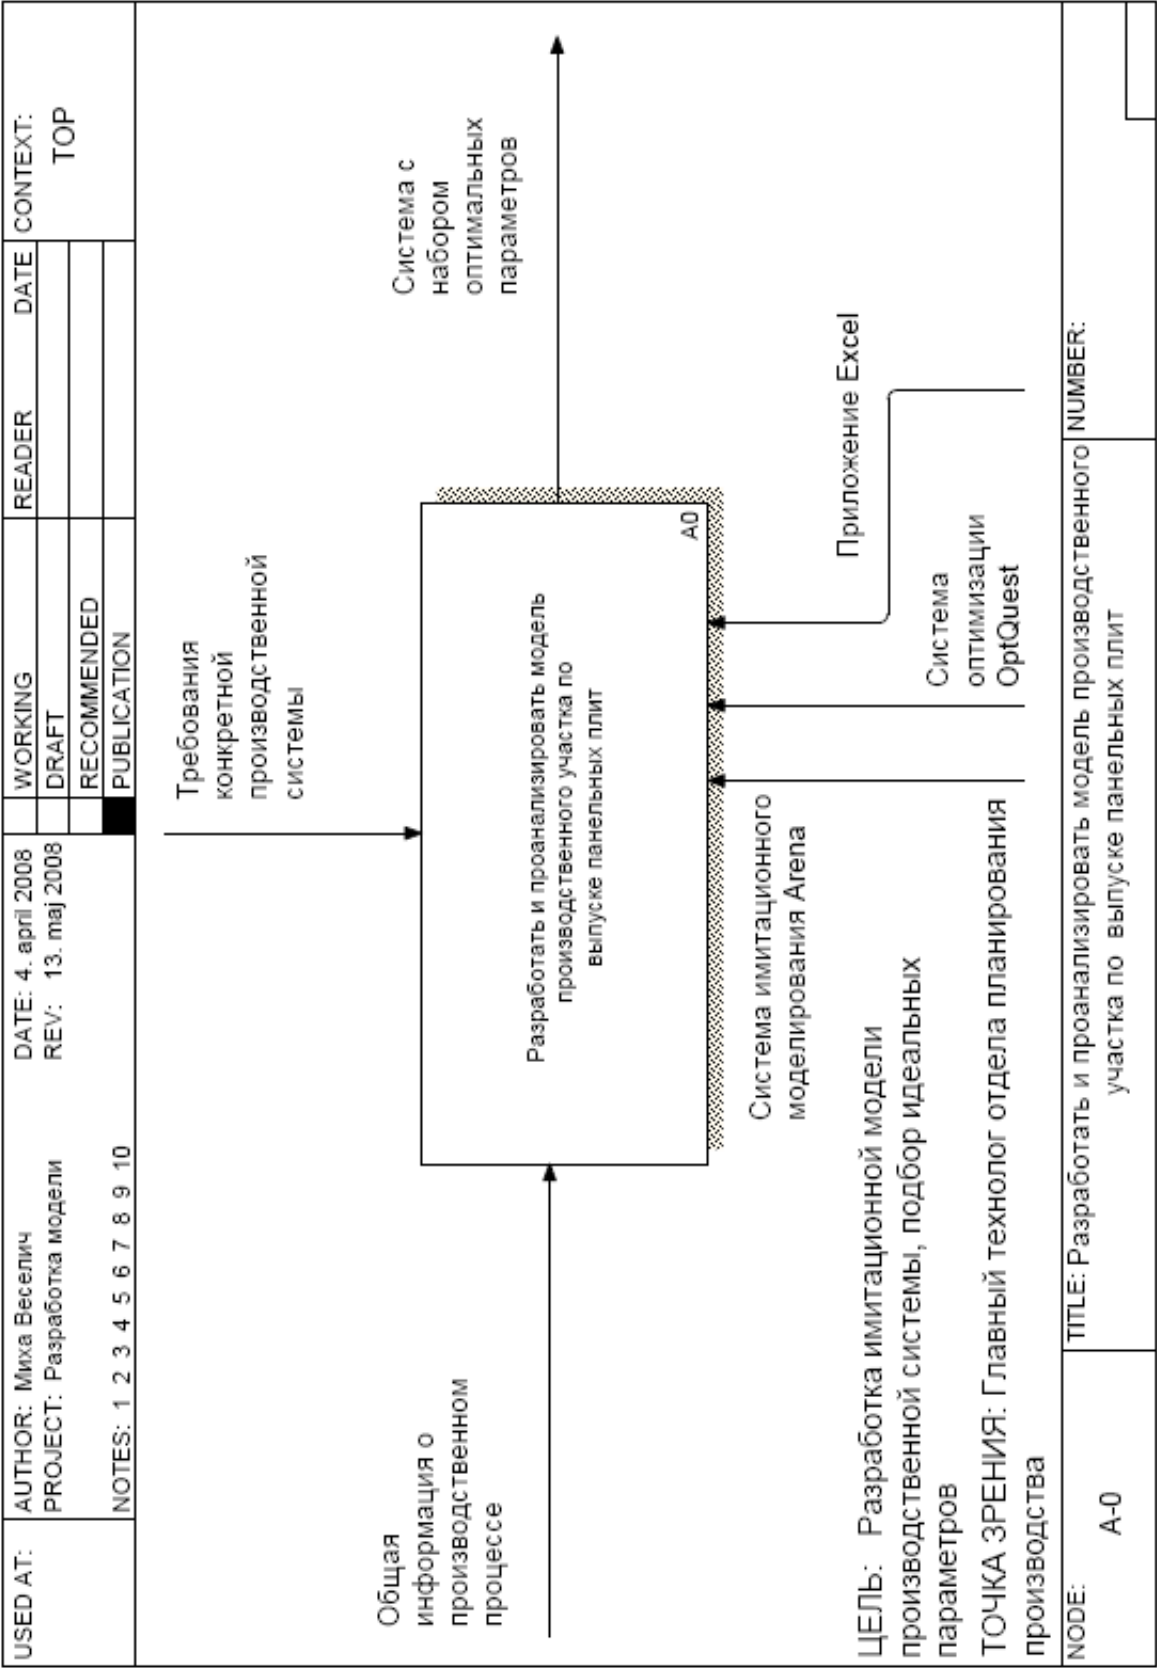 USED AT:
AUTHOR: Миха Веселич
PROJECT: Разработка модели
NOTES: 1 2 3 4 5 6 7 8 9 10
DATE: 4. april 2008
REV: 13. maj 2008
WORKING
DRAFT
RECOMMENDED
PUBLICATION
READER DATE
CONTEXT:
TOP
Требования
конкретной
производственной
системы
Общая
информация о
производственном
процессе
Разработать и проанализировать модель
производственного участка по
выпуске панельных плит
A0
Система с
набором
оптимальных
параметров
Система имитационного
моделирования Arena
Система
оптимизации
OptQuest
Приложение Excel
ЦЕЛЬ: Разработка имитационной модели
производственной системы, подбор идеальных
параметров
ТОЧКА ЗРЕНИЯ: Главный технолог отдела планирования
производства
NODE:
A-0
TITLE: Разработать и проанализировать модель производственного
участка по выпуске панельных плит
NUMBER: